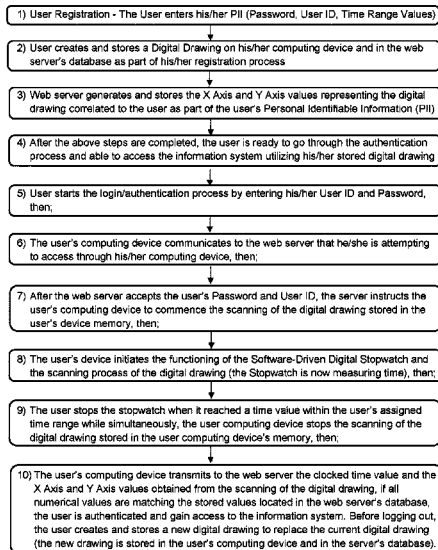 1) User Registration - The User enters his/her PII (Password, User ID, Time Range Values)
2) User creates and stores a Digital Drawing on his/her computing device and in the web
server's database as part of his/her registration process
3) Web server generates and stores the X Axis and Y Axis values representing the digital
drawing correlated to the user as part of the user's Personal Identifiable Information (PII)
4) After the above steps are completed, the user is ready to go through the authentication
process and able to access the information system utilizing his/her stored digital drawing
5) User starts the login/authentication process by entering his/her User ID and Password,
then;
6) The user's computing device communicates to the web server that he/she is attempting
to access through his/her computing device, then;
7) After the web server accepts the user's Password and User ID, the server instructs the
user's computing device to commence the scanning of the digital drawing stored in the
user's device memory, then;
8) The user's device initiates the functioning of the Software-Driven Digital Stopwatch and
the scanning process of the digital drawing (the Stopwatch is now measuring time), then;
9) The user stops the stopwatch when it reached a time value within the user's assigned
time range while simultaneously, the user computing device stops the scanning of
the digital drawing stored in the user computing device's memory, then;
10) The user's computing device transmits to the web server the clocked time value and the
X Axis and Y Axis values obtained from the scanning of the digital drawing, if all
numerical values are matching the stored values located in the web server's database,
the user is authenticated and gain access to the information system. Before logging out,
the user creates and stores a new digital drawing to replace the current digital drawing
(the new drawing is stored in the user's computing device and in the server's database).